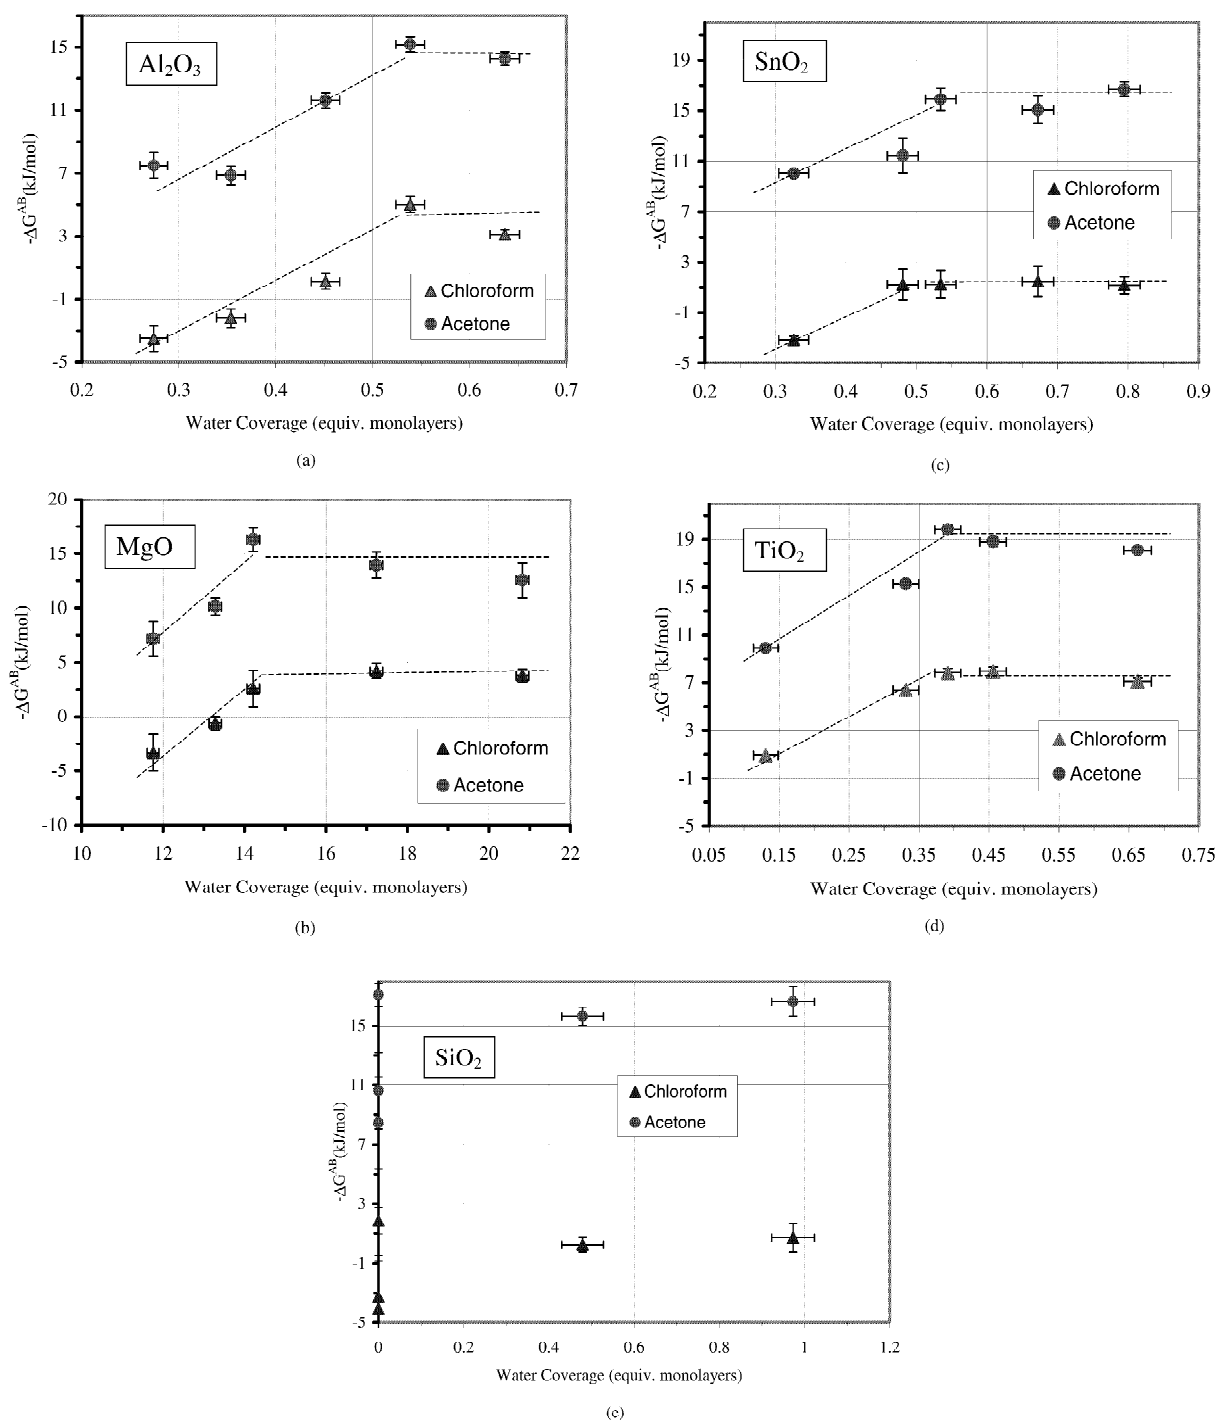 15
11
7
3
-1
-5
-ΔG^AB(kJ/mol)
Al₂O₃
Chloroform
Acetone
0.2 0.3 0.4 0.5 0.6 0.7
Water Coverage (equiv. monolayers)
(a)
19
15
11
7
3
-1
-5
-ΔG^AB(kJ/mol)
SnO₂
Chloroform
Acetone
0.2 0.3 0.4 0.5 0.6 0.7 0.8 0.9
Water Coverage (equiv. monolayers)
(c)
20
15
10
5
0
-5
-10
-ΔG^AB(kJ/mol)
MgO
Chloroform
Acetone
10 12 14 16 18 20 22
Water Coverage (equiv. monolayers)
(b)
19
15
11
7
3
-1
-5
-ΔG^AB(kJ/mol)
TiO₂
Chloroform
Acetone
0.05 0.15 0.25 0.35 0.45 0.55 0.65 0.75
Water Coverage (equiv. monolayers)
(d)
15
11
7
3
-1
-5
-ΔG^AB(kJ/mol)
SiO₂
Chloroform
Acetone
0 0.2 0.4 0.6 0.8 1 1.2
Water Coverage (equiv. monolayers)
(e)